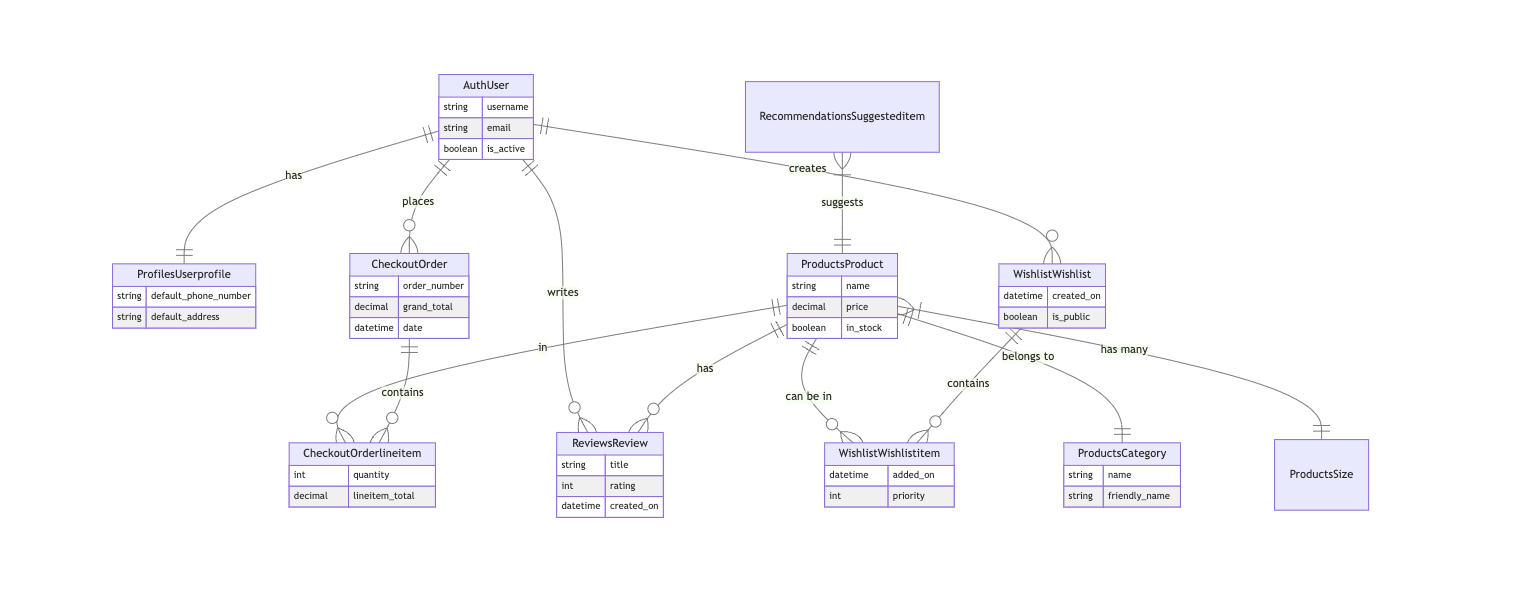 AuthUser
string username
string email
boolean is_active
RecommendationsSuggesteditem
creates
has
places
suggests
ProductsProduct
string name
decimal price
boolean in_stock
CheckoutOrder
string order_number
decimal grand_total
datetime date
ProfilesUserprofile
string default_phone_number
string default_address
WishlistWishlist
datetime created_on
boolean is_public
writes
in
has many
belongs to
has
contains
contains
can be in
ReviewsReview
string title
int rating
datetime created_on
CheckoutOrderlineitem
int quantity
decimal lineitem_total
WishlistWishlistitem
datetime added_on
int priority
ProductsCategory
string name
string friendly_name
ProductsSize